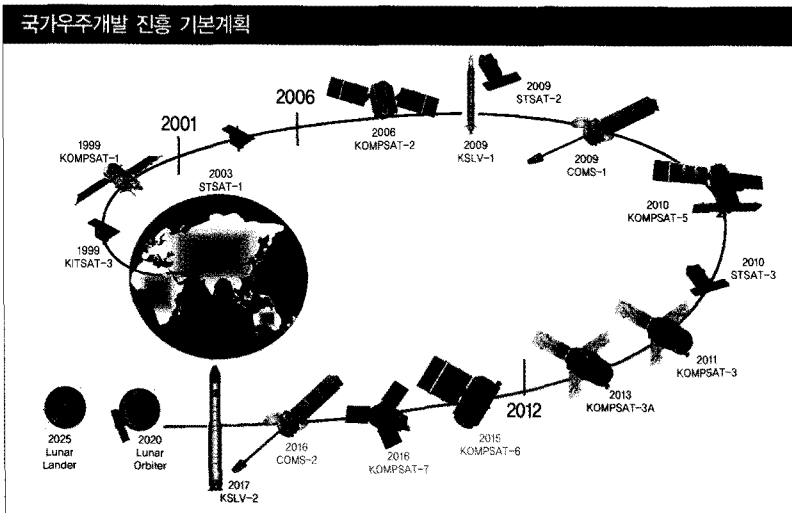 국가우주개발 진흥 기본계획
1999
KITSAT-3
1999
KOMPSAT-1
2001
2003
STSAT-1
2006
2006
KOMPSAT-2
2009
KSLV-1
2009
STSAT-2
2009
COMS-1
2010
KOMPSAT-5
2010
STSAT-3
2011
KOMPSAT-3
2013
KOMPSAT-3A
2012
2015
KOMPSAT-6
2016
KOMPSAT-7
2016
COMS-2
2017
KSLV-2
2020
Lunar
Orbiter
2025
Lunar
Lander